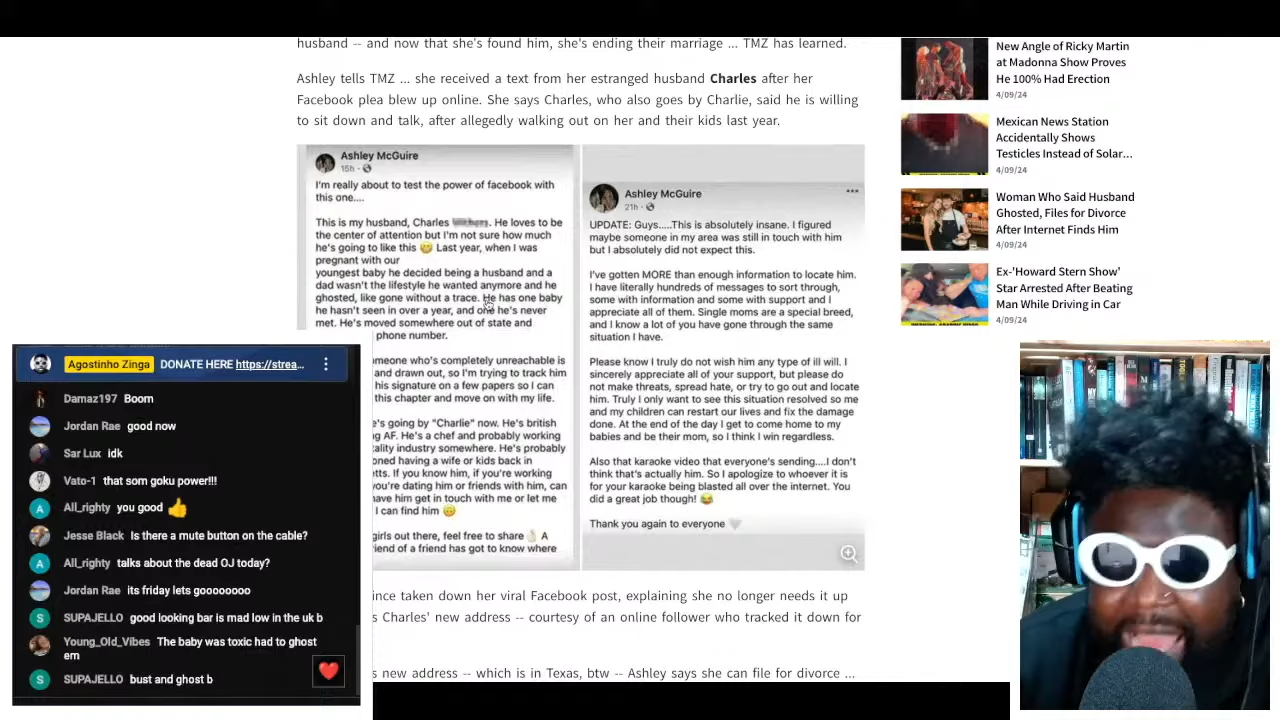 husband -- and now that she's found him, she's ending their marriage ... TMZ has learned.
Ashley tells TMZ ... she received a text from her estranged husband Charles after her
Facebook plea blew up online. She says Charles, who also goes by Charlie, said he is willing
to sit down and talk, after allegedly walking out on her and their kids last year.
Ashley McGuire
15h
I'm really about to test the power of facebook with
this one....
This is my husband, Charles
. He loves to be
the center of attention but I'm not sure how much
he's going to like this 😅 Last year, when I was
pregnant with our
youngest baby he decided being a husband and a
dad wasn't the lifestyle he wanted anymore and he
ghosted, like gone without a trace. He has one baby
he hasn't seen in over a year, and one he's never
met. He's moved somewhere out of state and
phone number.
meone who's completely unreachable is
and drawn out, so I'm trying to track him
his signature on a few papers so I can
this chapter and move on with my life.
e's going by "Charlie" now. He's british
g AF. He's a chef and probably working
ality industry somewhere. He's probably
oned having a wife or kids back in
tts. If you know him, if you're working
you're dating him or friends with him, can
ave him get in touch with me or let me
I can find him 😊
girls out there, feel free to share 👆🏻 A
riend of a friend has got to know where
Ashley McGuire
21h
UPDATE: Guys.....This is absolutely insane. I figured
maybe someone in my area was still in touch with him
but I absolutely did not expect this.
I've gotten MORE than enough information to locate him.
I have literally hundreds of messages to sort through,
some with information and some with support and I
appreciate all of them. Single moms are a special breed,
and I know a lot of you have gone through the same
situation I have.
Please know I truly do not wish him any type of ill will. I
sincerely appreciate all of your support, but please do
not make threats, spread hate, or try to go out and locate
him. Truly I only want to see this situation resolved so me
and my children can restart our lives and fix the damage
done. At the end of the day I get to come home to my
babies and be their mom, so I think I win regardless.
Also that karaoke video that everyone's sending....I don't
think that's actually him. So I apologize to whoever it is
for your karaoke being blasted all over the internet. You
did a great job though! 😂
Thank you again to everyone 🤍
ince taken down her viral Facebook post, explaining she no longer needs it up
s Charles' new address -- courtesy of an online follower who tracked it down for
s new address -- which is in Texas, btw -- Ashley says she can file for divorce ...
New Angle of Ricky Martin
at Madonna Show Proves
He 100% Had Erection
4/09/24
Mexican News Station
Accidentally Shows
Testicles Instead of Solar...
4/09/24
Woman Who Said Husband
Ghosted, Files for Divorce
After Internet Finds Him
4/09/24
Ex-'Howard Stern Show'
Star Arrested After Beating
Man While Driving in Car
4/09/24
Agostinho Zinga DONATE HERE https://strea...
Damaz197 Boom
Jordan Rae good now
Sar Lux idk
Vato-1 that som goku power!!!
All_righty you good 👍
Jesse Black Is there a mute button on the cable?
All_righty talks about the dead OJ today?
Jordan Rae its friday lets goooooooo
SUPAJELLO good looking bar is mad low in the uk b
Young_Old_Vibes The baby was toxic had to ghost
em
SUPAJELLO bust and ghost b